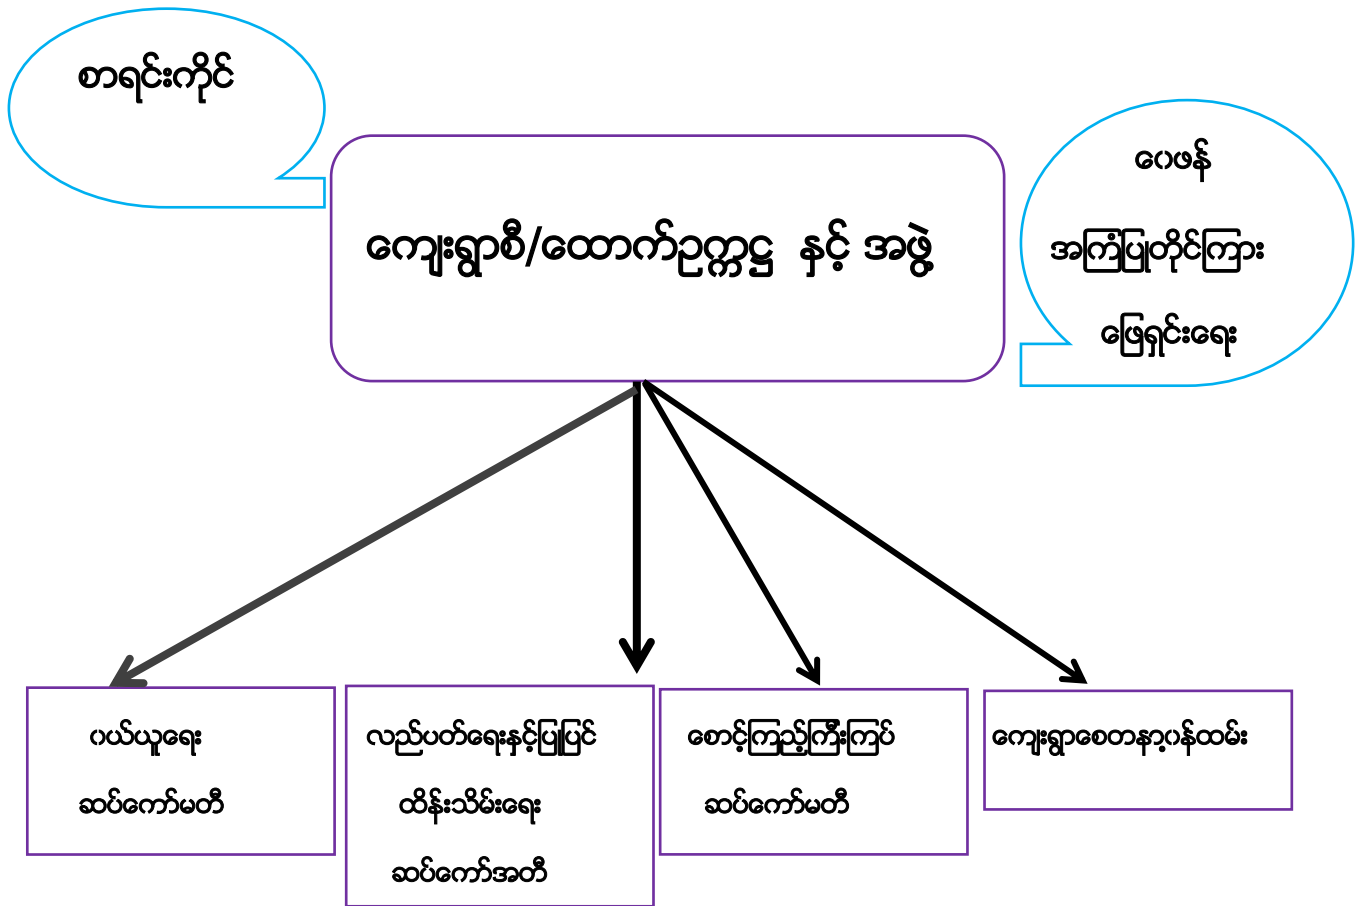 စာရင်းကိုင်
ကျေးရွာစီ/ထောက်ဥက္ကဋ္ဌ နှင့် အဖွဲ့
ဝေဖန်
အကြံပြုတိုင်ကြား
ဖြေရှင်းရေး
ဝယ်ယူရေး
ဆပ်ကော်မတီ
လည်ပတ်ရေးနှင့်ပြုပြင်
ထိန်းသိမ်းရေး
ဆပ်ကော်အတီ
စောင့်ကြည့်ကြီးကြပ်
ဆပ်ကော်မတီ
ကျေးရွာစေတနာ့ဝန်ထမ်း